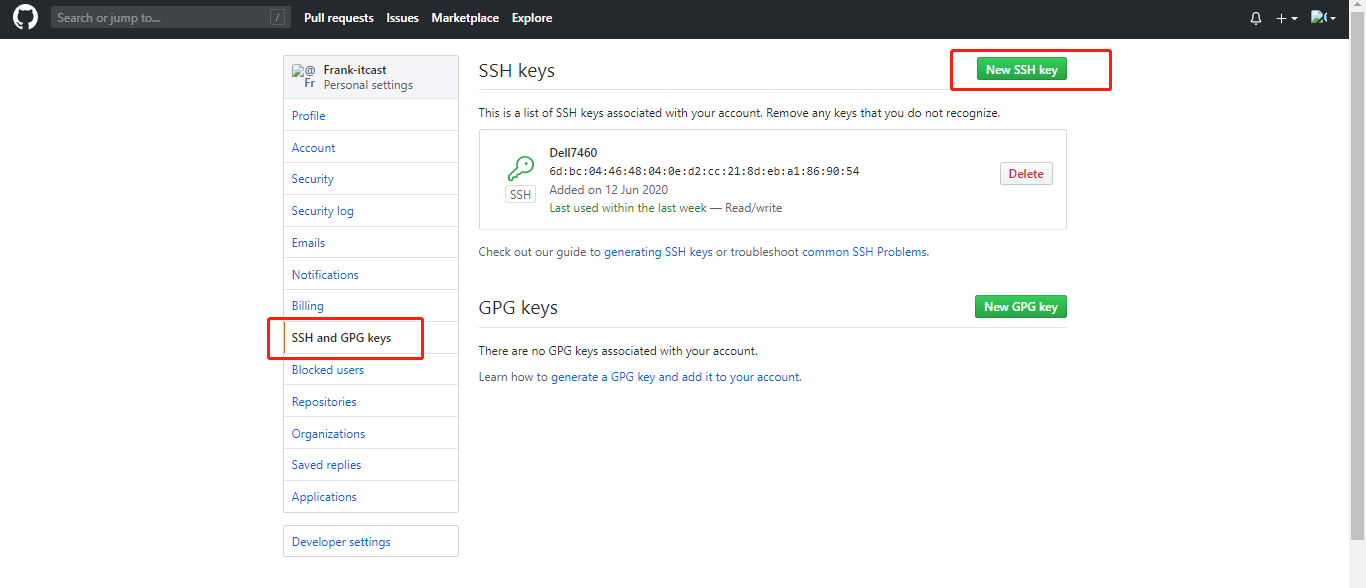 Search or jump to... /
Pull requests Issues Marketplace Explore
@ Frank-itcast
Fr Personal settings
Profile
Account
Security
Security log
Emails
Notifications
Billing
SSH and GPG keys
Blocked users
Repositories
Organizations
Saved replies
Applications
Developer settings
SSH keys
New SSH key
This is a list of SSH keys associated with your account. Remove any keys that you do not recognize.
SSH
Dell7460
6d:bc:04:46:48:04:0e:d2:cc:21:8d:eb:a1:86:90:54
Added on 12 Jun 2020
Last used within the last week — Read/write
Delete
Check out our guide to generating SSH keys or troubleshoot common SSH Problems.
GPG keys
New GPG key
There are no GPG keys associated with your account.
Learn how to generate a GPG key and add it to your account.